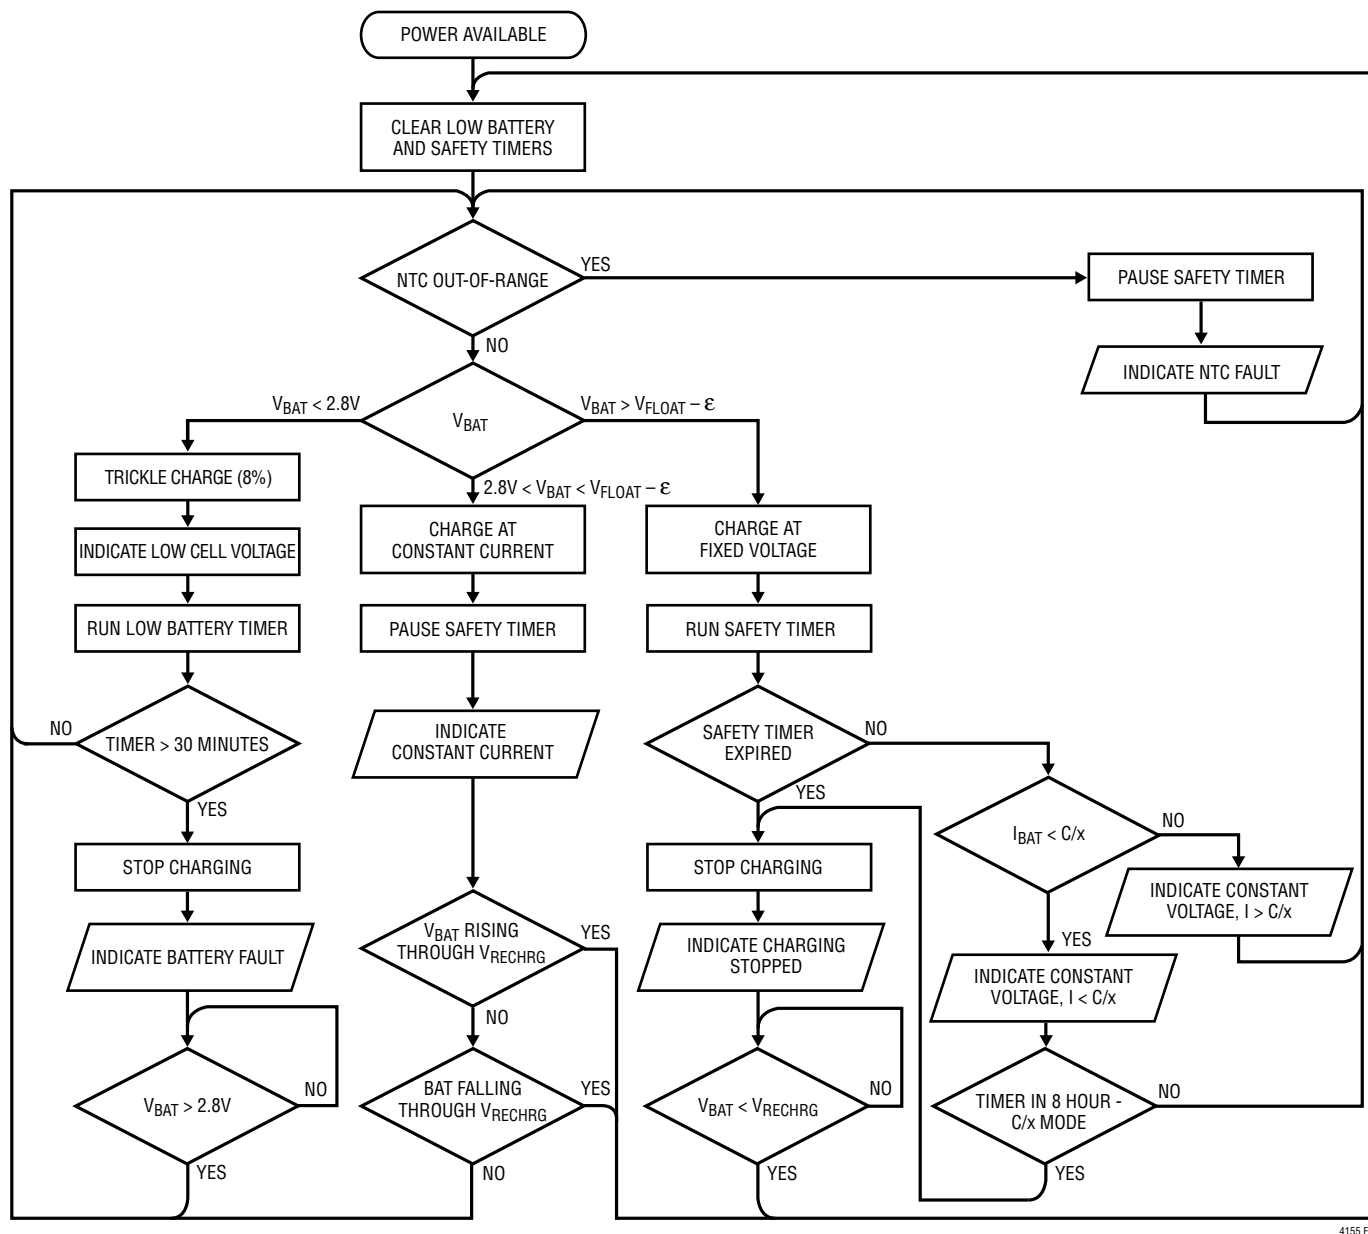 POWER AVAILABLE
CLEAR LOW BATTERY
AND SAFETY TIMERS
NTC OUT-OF-RANGE
YES
NO
PAUSE SAFETY TIMER
INDICATE NTC FAULT
VBAT
VBAT < 2.8V
VBAT > VFLOAT – ε
2.8V < VBAT < VFLOAT – ε
TRICKLE CHARGE (8%)
INDICATE LOW CELL VOLTAGE
RUN LOW BATTERY TIMER
TIMER > 30 MINUTES
NO
YES
STOP CHARGING
INDICATE BATTERY FAULT
VBAT > 2.8V
NO
YES
CHARGE AT
CONSTANT CURRENT
PAUSE SAFETY TIMER
INDICATE
CONSTANT CURRENT
VBAT RISING
THROUGH VRECHRG
YES
NO
BAT FALLING
THROUGH VRECHRG
YES
NO
CHARGE AT
FIXED VOLTAGE
RUN SAFETY TIMER
SAFETY TIMER
EXPIRED
NO
YES
STOP CHARGING
INDICATE CHARGING
STOPPED
VBAT < VRECHRG
NO
YES
IBAT < C/x
NO
YES
INDICATE CONSTANT
VOLTAGE, I > C/x
INDICATE CONSTANT
VOLTAGE, I < C/x
TIMER IN 8 HOUR -
C/x MODE
NO
YES
4155 F